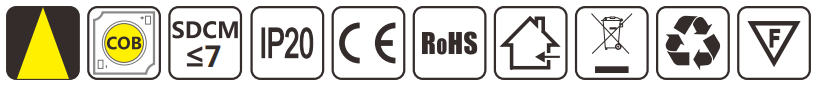 COB
SDCM
≤7
IP20
CE
RoHS
F